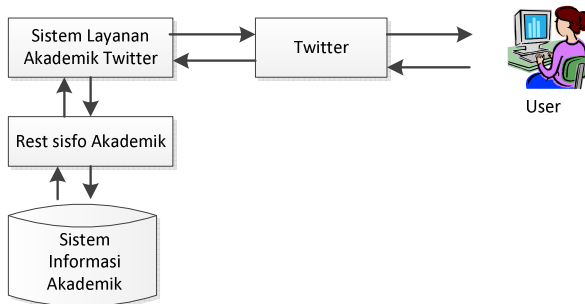 Sistem Layanan
Akademik Twitter
Twitter
User
Rest sisfo Akademik
Sistem
Informasi
Akademik